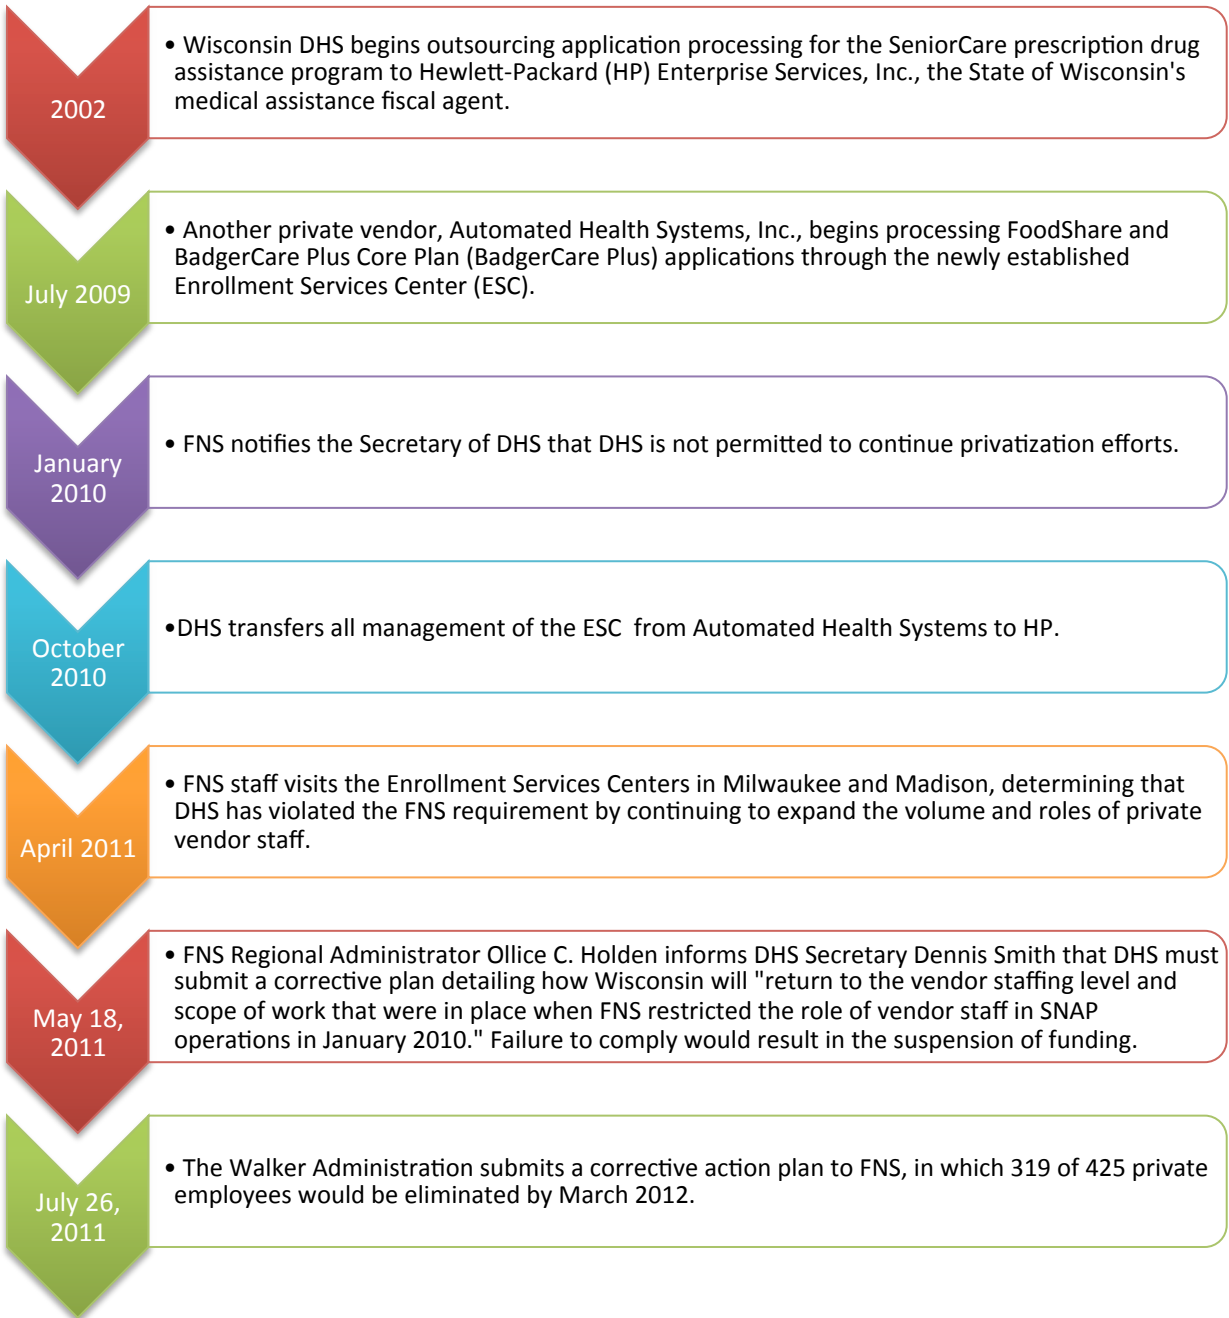 2002
• Wisconsin DHS begins outsourcing application processing for the SeniorCare prescription drug
assistance program to Hewlett-Packard (HP) Enterprise Services, Inc., the State of Wisconsin's
medical assistance fiscal agent.
July 2009
• Another private vendor, Automated Health Systems, Inc., begins processing FoodShare and
BadgerCare Plus Core Plan (BadgerCare Plus) applications through the newly established
Enrollment Services Center (ESC).
January
2010
• FNS notifies the Secretary of DHS that DHS is not permitted to continue privatization efforts.
October
2010
•DHS transfers all management of the ESC  from Automated Health Systems to HP.
April 2011
• FNS staff visits the Enrollment Services Centers in Milwaukee and Madison, determining that
DHS has violated the FNS requirement by continuing to expand the volume and roles of private
vendor staff.
May 18,
2011
• FNS Regional Administrator Ollice C. Holden informs DHS Secretary Dennis Smith that DHS must
submit a corrective plan detailing how Wisconsin will "return to the vendor staffing level and
scope of work that were in place when FNS restricted the role of vendor staff in SNAP
operations in January 2010." Failure to comply would result in the suspension of funding.
July 26,
2011
• The Walker Administration submits a corrective action plan to FNS, in which 319 of 425 private
employees would be eliminated by March 2012.